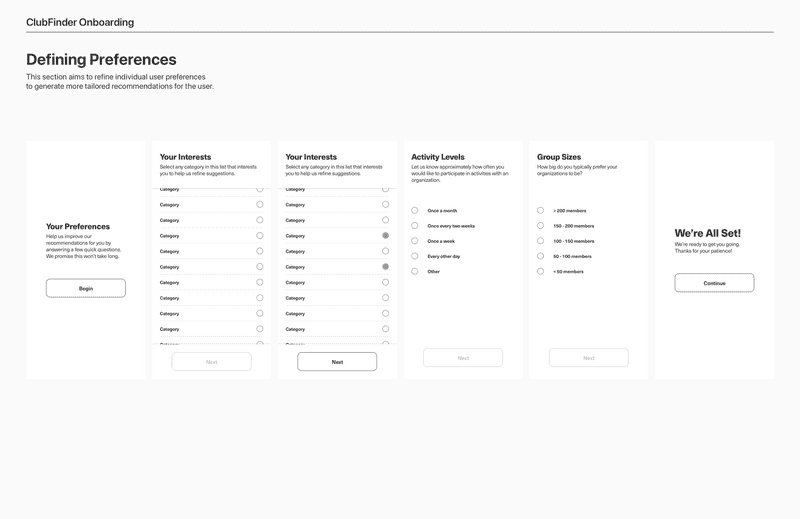 ClubFinder Onboarding
Defining Preferences
This section aims to refine individual user preferences
to generate more tailored recommendations for the user.
Your Preferences
Help us improve our
recommendations for you by
answering a few quick questions.
We promise this won't take long.
Begin
Your Interests
Select any category in this list that interests
you to help us refine suggestions.
Category
Category
Category
Category
Category
Category
Category
Category
Category
Category
Category
Next
Your Interests
Select any category in this list that interests
you to help us refine suggestions.
Category
Category
Category
Category
Category
Category
Category
Category
Category
Category
Category
Next
Activity Levels
Let us know approximately how often you
would like to participate in activities with an
organization.
Once a month
Once every two weeks
Once a week
Every other day
Other
Next
Group Sizes
How big do you typically prefer your
organizations to be?
> 200 members
150 - 200 members
100 - 150 members
50 - 100 members
< 50 members
Next
We're All Set!
We're ready to get you going.
Thanks for your patience!
Continue